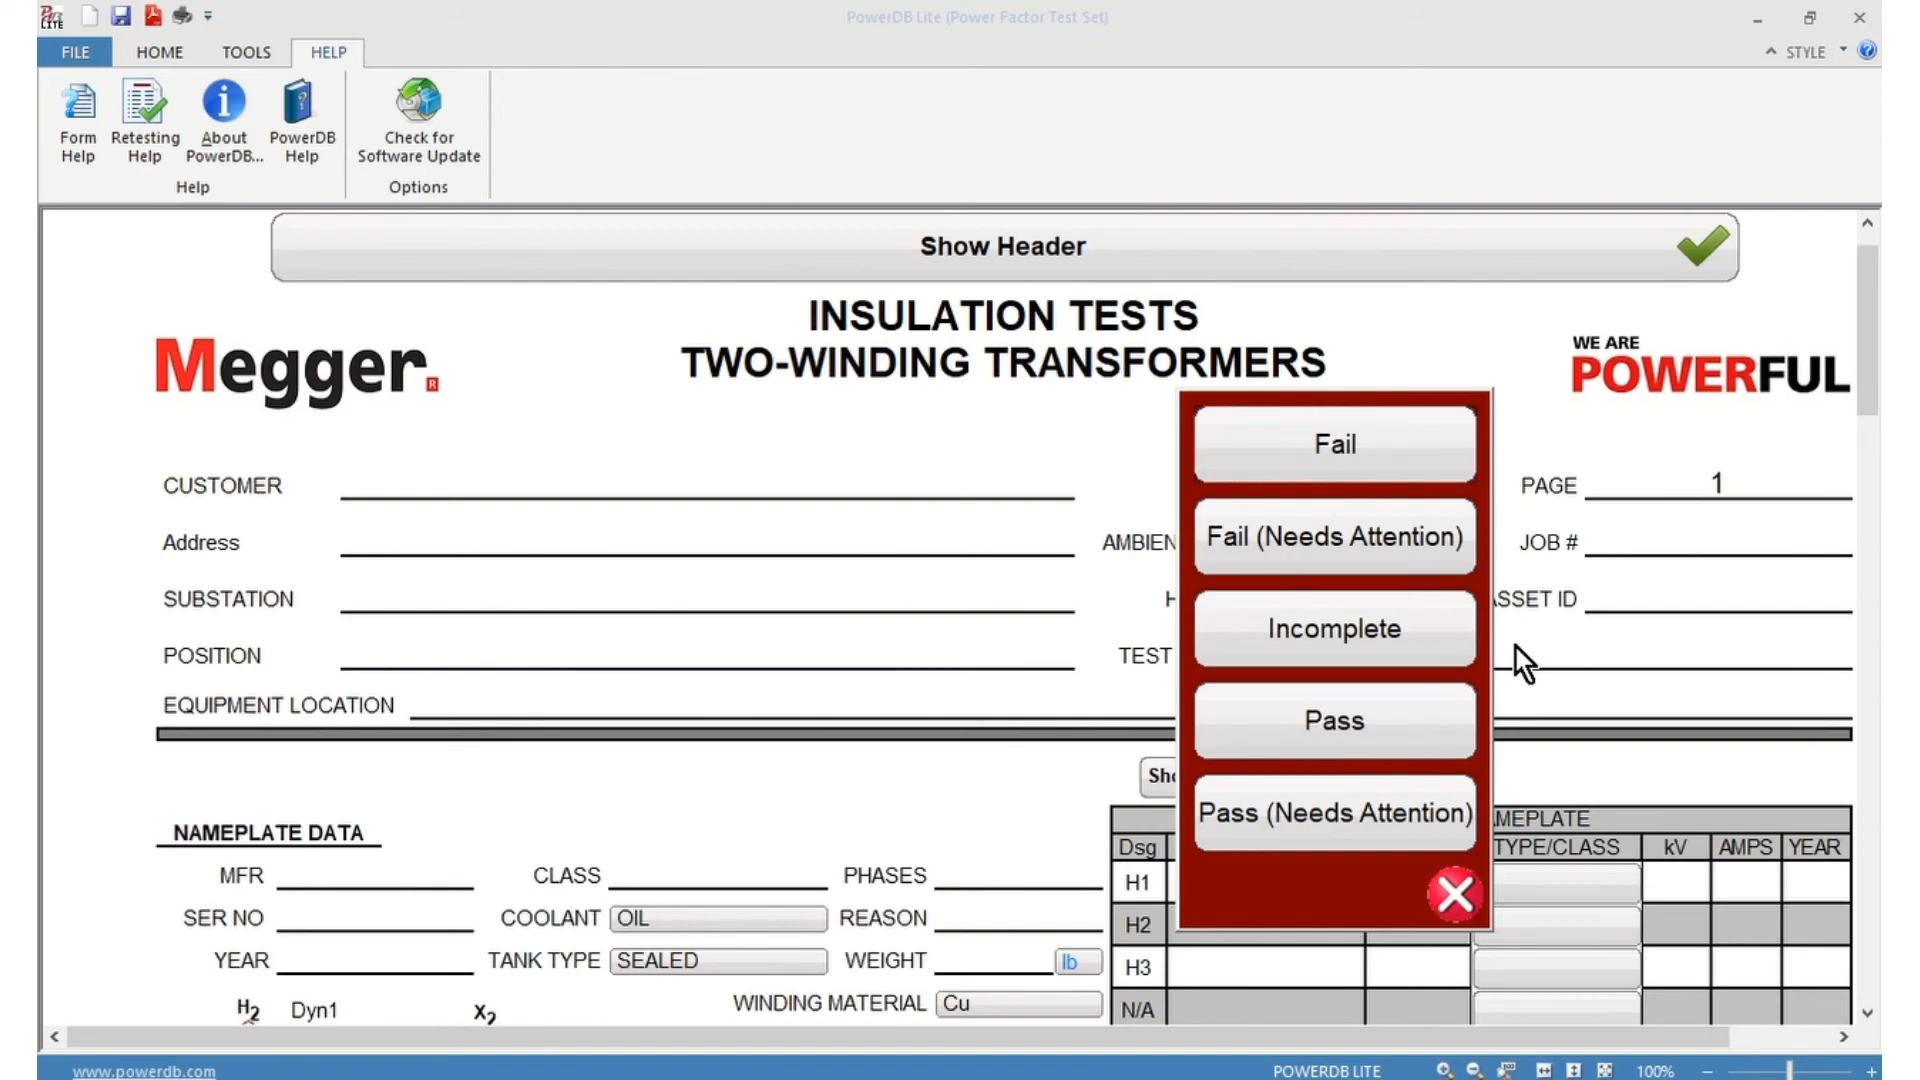 PowerDB Lite (Power Factor Test Set)
FILE HOME TOOLS HELP STYLE
Form Help
Retesting Help
About PowerDB...
PowerDB Help
Check for Software Update
Help
Options
Show Header
INSULATION TESTS
TWO-WINDING TRANSFORMERS
Megger.
WE ARE
POWERFUL
CUSTOMER PAGE 1
Address AMBIEN JOB #
SUBSTATION H ASSET ID
POSITION TEST
EQUIPMENT LOCATION
Fail
Fail (Needs Attention)
Incomplete
Pass
Pass (Needs Attention)
Sho
NAMEPLATE DATA
MFR CLASS PHASES
SER NO COOLANT OIL REASON
YEAR TANK TYPE SEALED WEIGHT lb
H2 Dyn1 X2 WINDING MATERIAL Cu
MEPLATE
Dsg TYPE/CLASS kV AMPS YEAR
H1
H2
H3
N/A
www.powerdb.com POWERDB LITE 100%